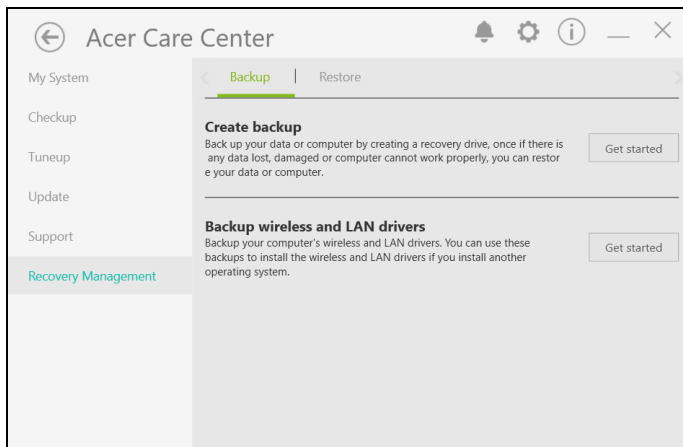 Acer Care Center
My System
Checkup
Tuneup
Update
Support
Recovery Management
Backup | Restore
Create backup
Back up your data or computer by creating a recovery drive, once if there is
any data lost, damaged or computer cannot work properly, you can restor
e your data or computer.
Get started
Backup wireless and LAN drivers
Backup your computer's wireless and LAN drivers. You can use these
backups to install the wireless and LAN drivers if you install another
operating system.
Get started